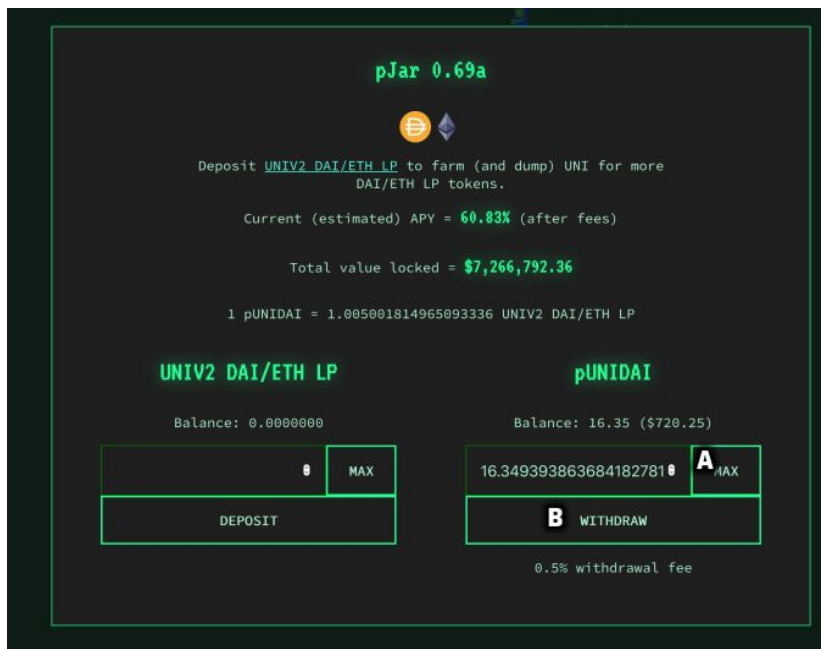 pJar 0.69a
Deposit UNIV2 DAI/ETH LP to farm (and dump) UNI for more
DAI/ETH LP tokens.
Current (estimated) APY = 60.83% (after fees)
Total value locked = $7,266,792.36
1 pUNIDAI = 1.005001814965093336 UNIV2 DAI/ETH LP
UNIV2 DAI/ETH LP
Balance: 0.0000000
MAX
DEPOSIT
pUNIDAI
Balance: 16.35 ($720.25)
16.349393863684182781
A MAX
B WITHDRAW
0.5% withdrawal fee